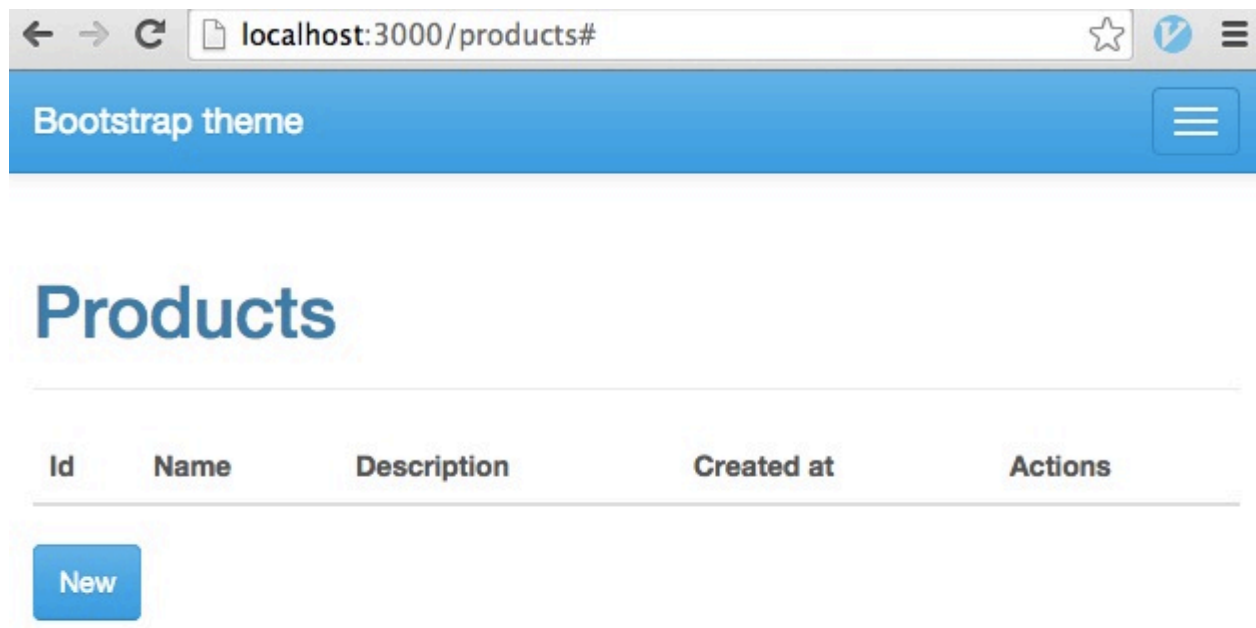 localhost:3000/products#
Bootstrap theme
Products
Id Name Description Created at Actions
New